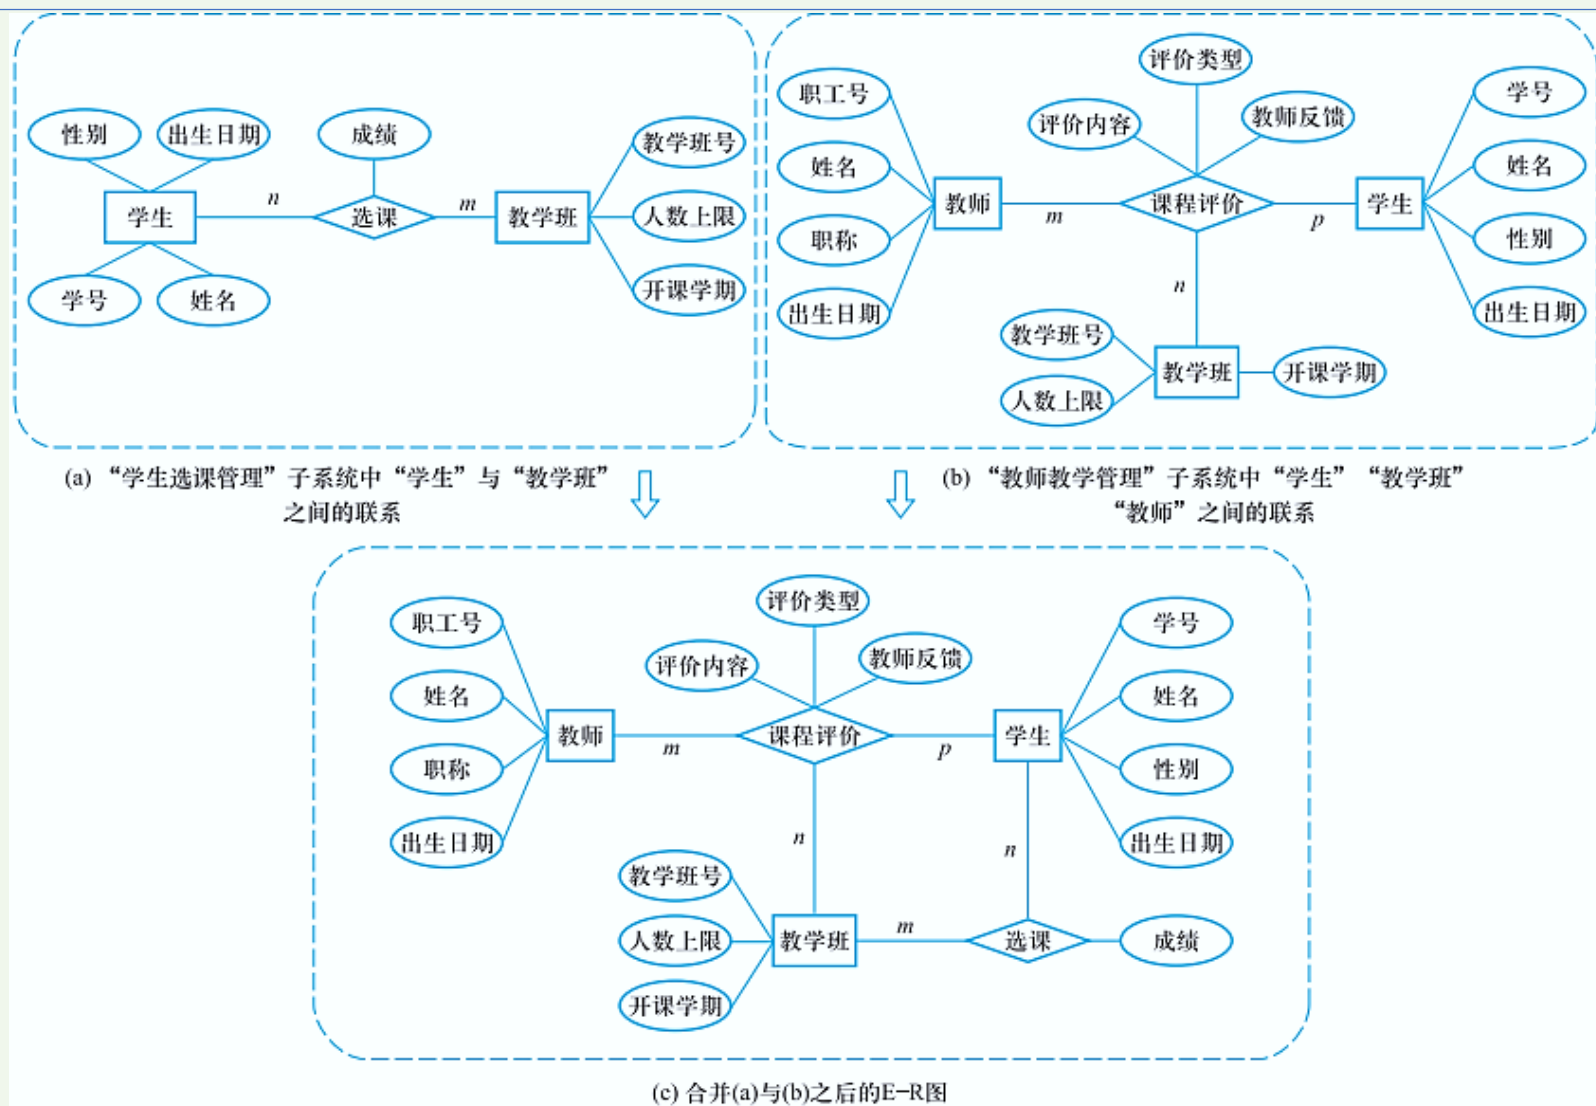 性别
出生日期
成绩
教学班号
学生
n
选课
m
教学班
人数上限
学号
姓名
开课学期
评价类型
职工号
评价内容
教师反馈
学号
姓名
姓名
教师
m
课程评价
p
学生
职称
性别
出生日期
n
出生日期
教学班号
教学班
开课学期
人数上限
(a) “学生选课管理”子系统中“学生”与“教学班”
之间的联系
(b) “教师教学管理”子系统中“学生”“教学班”
“教师”之间的联系
评价类型
职工号
评价内容
教师反馈
学号
姓名
姓名
教师
m
课程评价
p
学生
职称
性别
出生日期
n
n
出生日期
教学班号
人数上限
教学班
m
选课
成绩
开课学期
(c) 合并(a)与(b)之后的E-R图